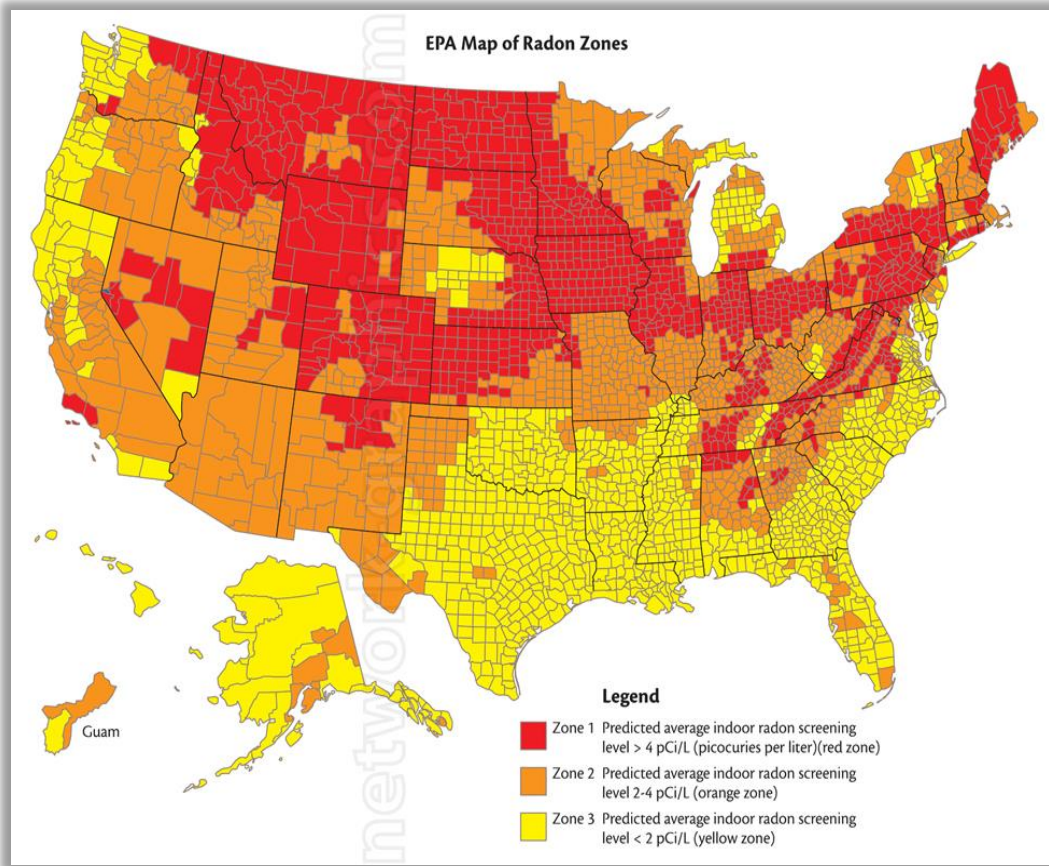 EPA Map of Radon Zones
Guam
Legend
Zone 1 Predicted average indoor radon screening
level > 4 pCi/L (picocuries per liter)(red zone)
Zone 2 Predicted average indoor radon screening
level 2-4 pCi/L (orange zone)
Zone 3 Predicted average indoor radon screening
level < 2 pCi/L (yellow zone)